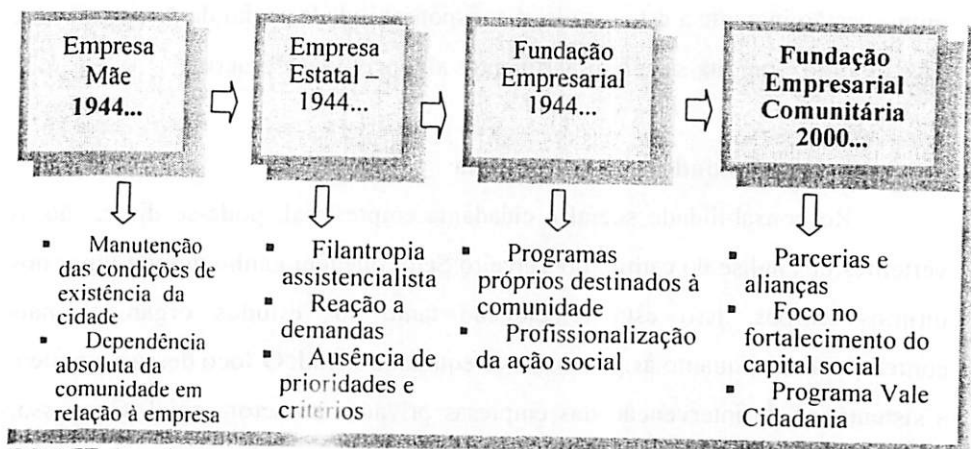 Empresa
Mãe
1944...
Empresa
Estatal –
1944...
Fundação
Empresarial
1944...
Fundação
Empresarial
Comunitária
2000...
▪ Manutenção
das condições de
existência da
cidade
▪ Dependência
absoluta da
comunidade em
relação à empresa
▪ Filantropia
assistencialista
▪ Reação a
demandas
▪ Ausência de
prioridades e
critérios
▪ Programas
próprios destinados à
comunidade
▪ Profissionalização
da ação social
▪ Parcerias e
alianças
▪ Foco no
fortalecimento do
capital social
▪ Programa Vale
Cidadania